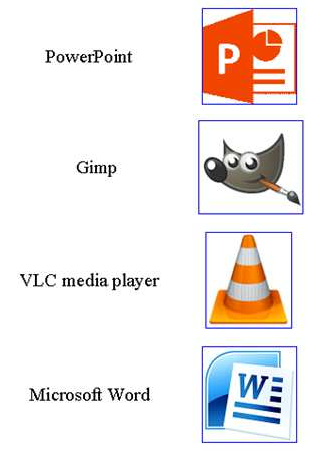 PowerPoint
P
Gimp
VLC media player
Microsoft Word
W